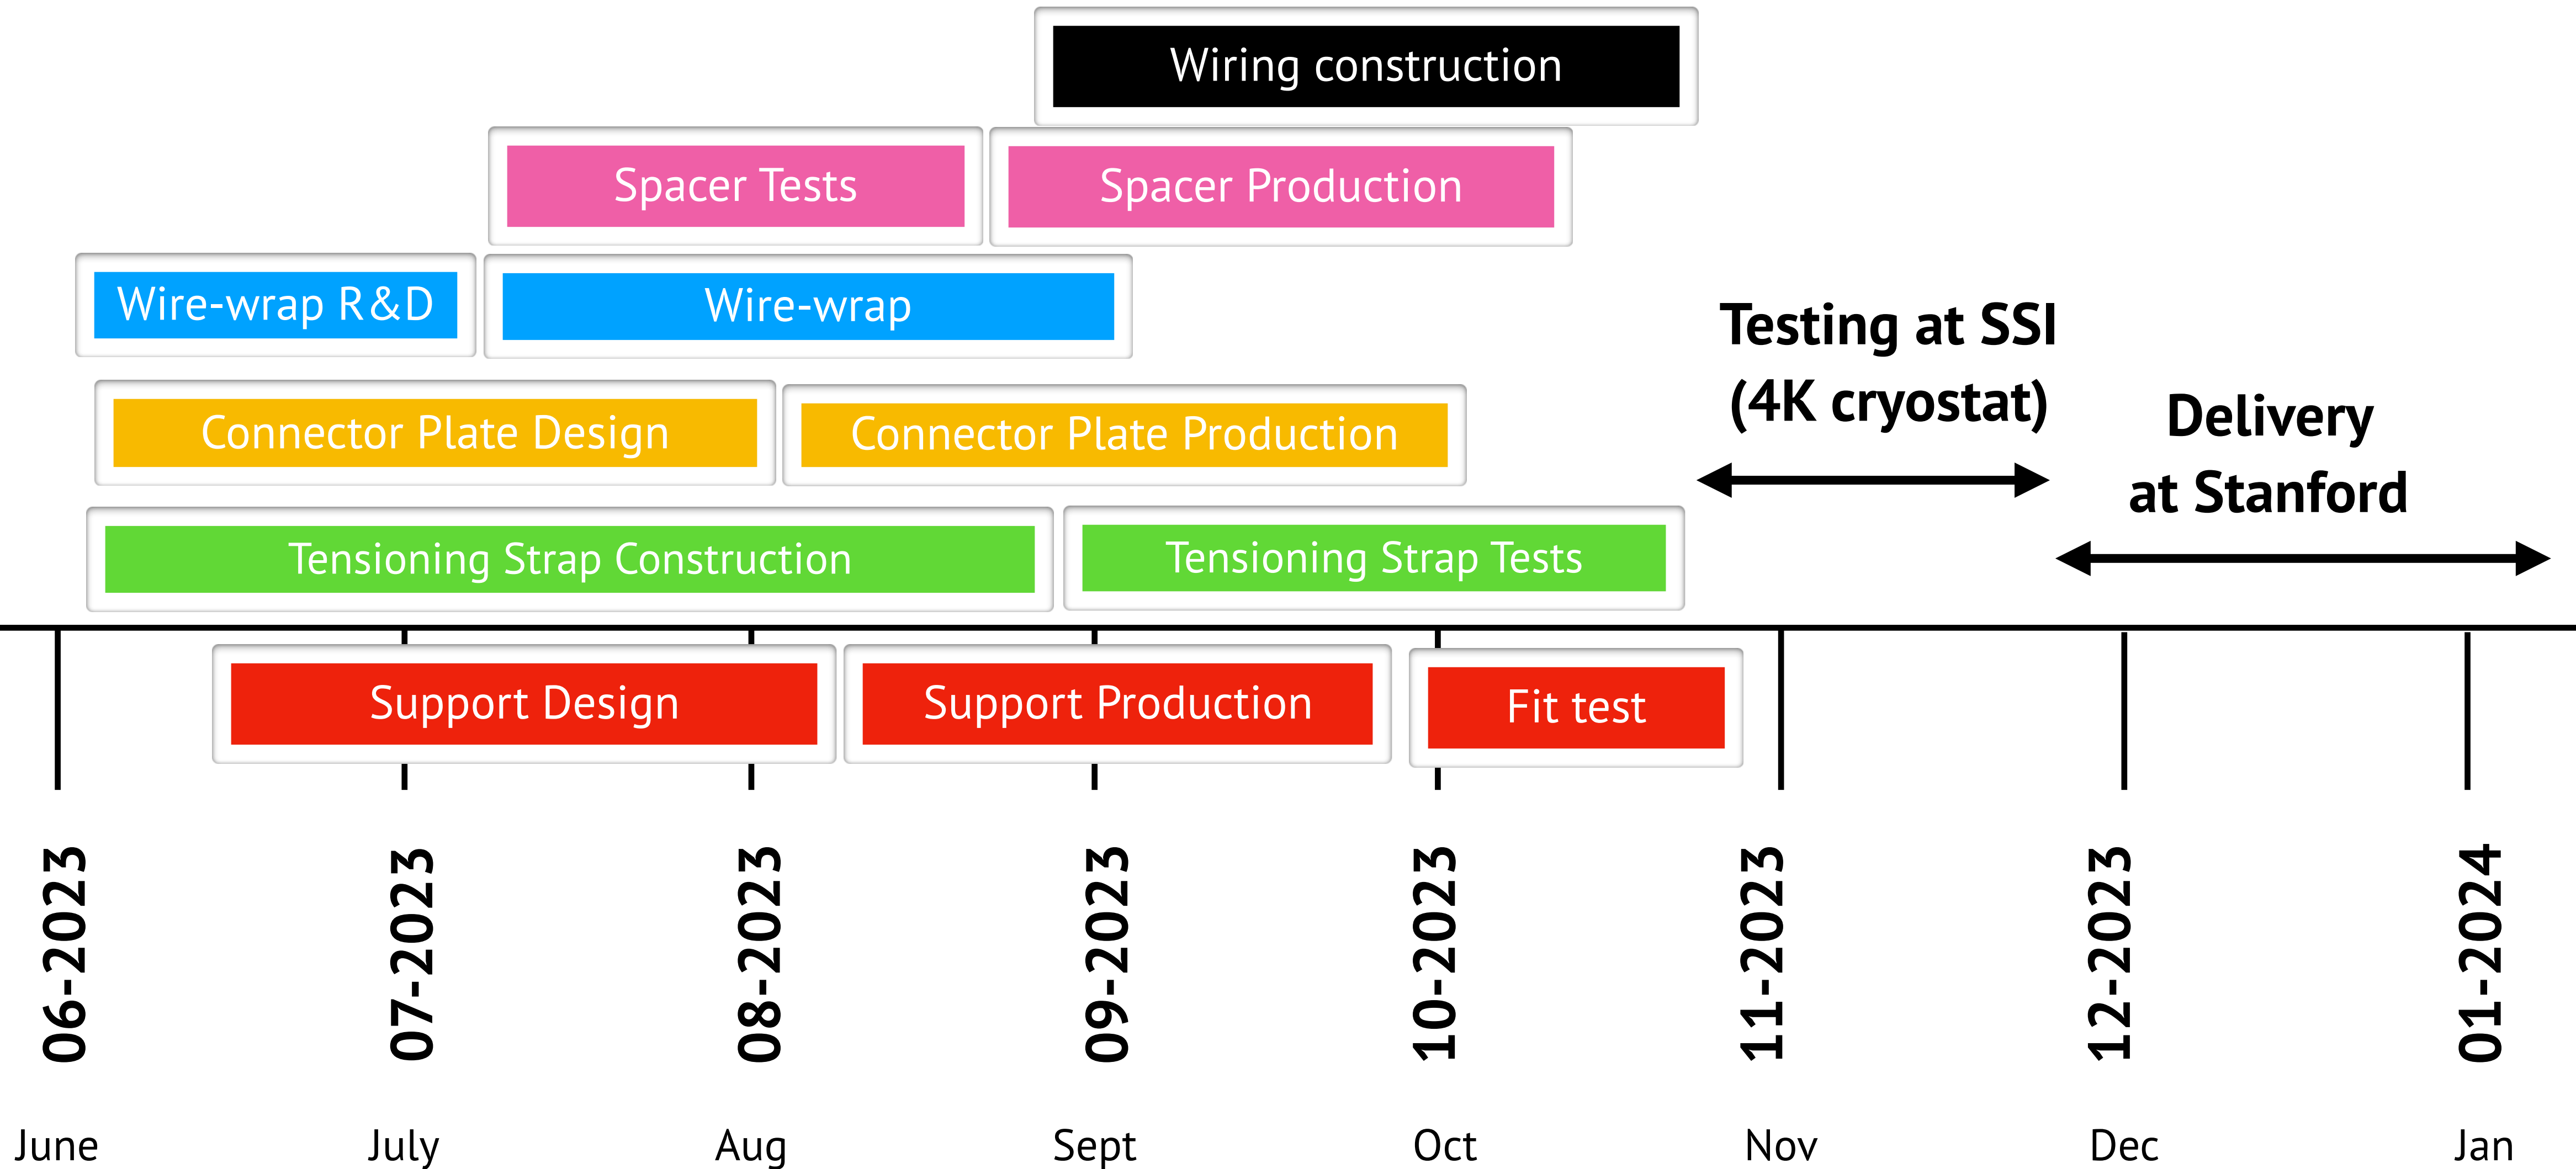 Wiring construction
Spacer Tests
Spacer Production
Wire-wrap R&D
Wire-wrap
Testing at SSI
(4K cryostat)
Delivery
at Stanford
Connector Plate Design
Connector Plate Production
Tensioning Strap Construction
Tensioning Strap Tests
Support Design
Support Production
Fit test
06-2023
07-2023
08-2023
09-2023
10-2023
11-2023
12-2023
01-2024
June
July
Aug
Sept
Oct
Nov
Dec
Jan